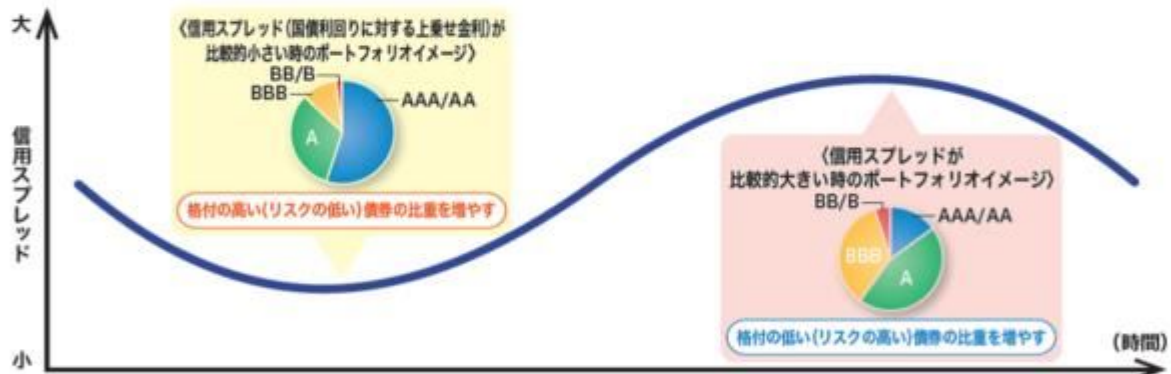 大
信用スプレッド
小
〈信用スプレッド(国債利回りに対する上乗せ金利)が
比較的小さい時のポートフォリオイメージ〉
BB/B
BBB
AAA/AA
A
格付の高い(リスクの低い)債券の比重を増やす
〈信用スプレッドが
比較的大きい時のポートフォリオイメージ〉
BB/B
AAA/AA
BBB
A
格付の低い(リスクの高い)債券の比重を増やす
(時間)